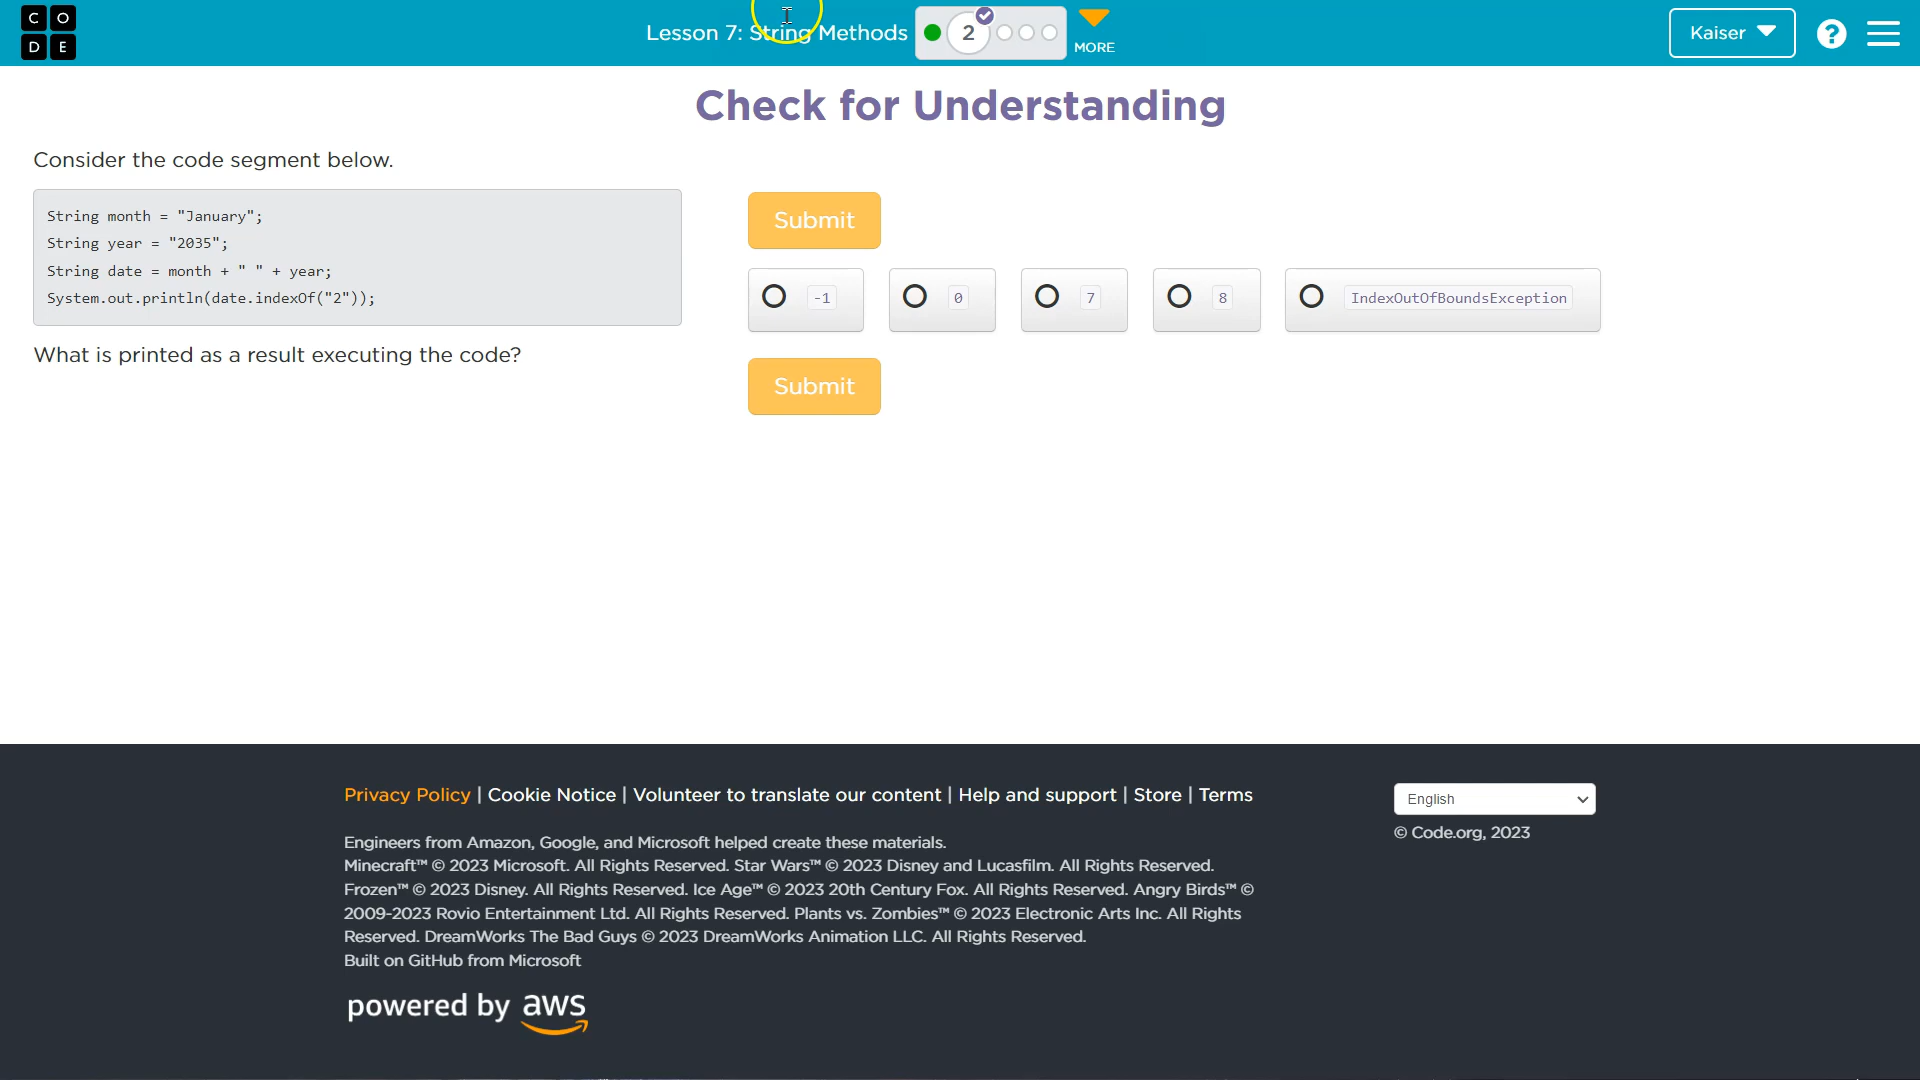 C O
D E
Lesson 7: String Methods
2
MORE
Kaiser
?
Check for Understanding
Consider the code segment below.
String month = "January";
String year = "2035";
String date = month + " " + year;
System.out.println(date.indexOf("2"));
What is printed as a result executing the code?
Submit
-1
0
7
8
IndexOutOfBoundsException
Submit
Privacy Policy | Cookie Notice | Volunteer to translate our content | Help and support | Store | Terms
English
© Code.org, 2023
Engineers from Amazon, Google, and Microsoft helped create these materials.
Minecraft™ © 2023 Microsoft. All Rights Reserved. Star Wars™ © 2023 Disney and Lucasfilm. All Rights Reserved.
Frozen™ © 2023 Disney. All Rights Reserved. Ice Age™ © 2023 20th Century Fox. All Rights Reserved. Angry Birds™ ©
2009-2023 Rovio Entertainment Ltd. All Rights Reserved. Plants vs. Zombies™ © 2023 Electronic Arts Inc. All Rights
Reserved. DreamWorks The Bad Guys © 2023 DreamWorks Animation LLC. All Rights Reserved.
Built on GitHub from Microsoft
powered by aws